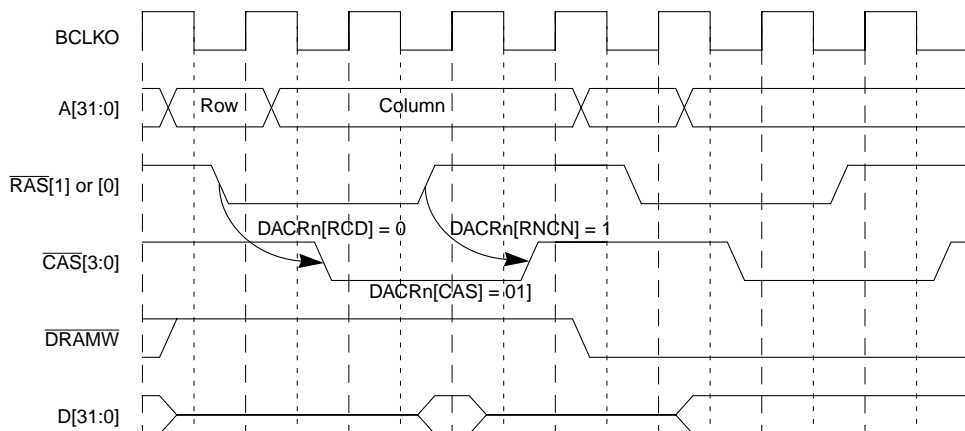 BCLKO
A[31:0]
Row
Column
RAS[1] or [0]
DACRn[RCD] = 0
DACRn[RNCN] = 1
CAS[3:0]
DACRn[CAS] = 01]
DRAMW
D[31:0]